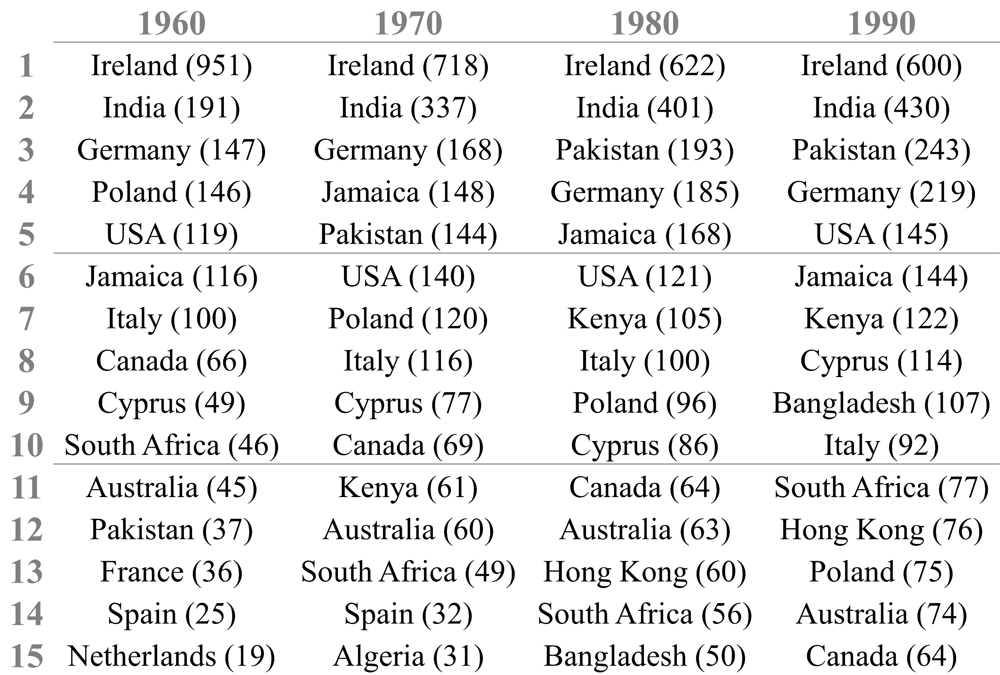 1960 1970 1980 1990
1 Ireland (951) Ireland (718) Ireland (622) Ireland (600)
2 India (191) India (337) India (401) India (430)
3 Germany (147) Germany (168) Pakistan (193) Pakistan (243)
4 Poland (146) Jamaica (148) Germany (185) Germany (219)
5 USA (119) Pakistan (144) Jamaica (168) USA (145)
6 Jamaica (116) USA (140) USA (121) Jamaica (144)
7 Italy (100) Poland (120) Kenya (105) Kenya (122)
8 Canada (66) Italy (116) Italy (100) Cyprus (114)
9 Cyprus (49) Cyprus (77) Poland (96) Bangladesh (107)
10 South Africa (46) Canada (69) Cyprus (86) Italy (92)
11 Australia (45) Kenya (61) Canada (64) South Africa (77)
12 Pakistan (37) Australia (60) Australia (63) Hong Kong (76)
13 France (36) South Africa (49) Hong Kong (60) Poland (75)
14 Spain (25) Spain (32) South Africa (56) Australia (74)
15 Netherlands (19) Algeria (31) Bangladesh (50) Canada (64)